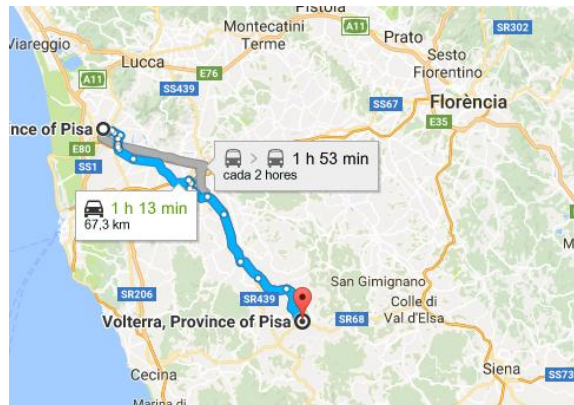 Pistoia
SR302
Montecatini
Terme
A11
Prato
Viareggio
Lucca
Sesto
Fiorentino
A11
E76
SS439
SS67
Florència
nce of Pisa
E35
E80
SS1
> 1 h 53 min
cada 2 hores
1 h 13 min
67,3 km
San Gimignano
SR206
SR439
Colle di
Val d'Elsa
Volterra, Province of Pisa
SR68
Siena
Cecina
SS73
Marina di